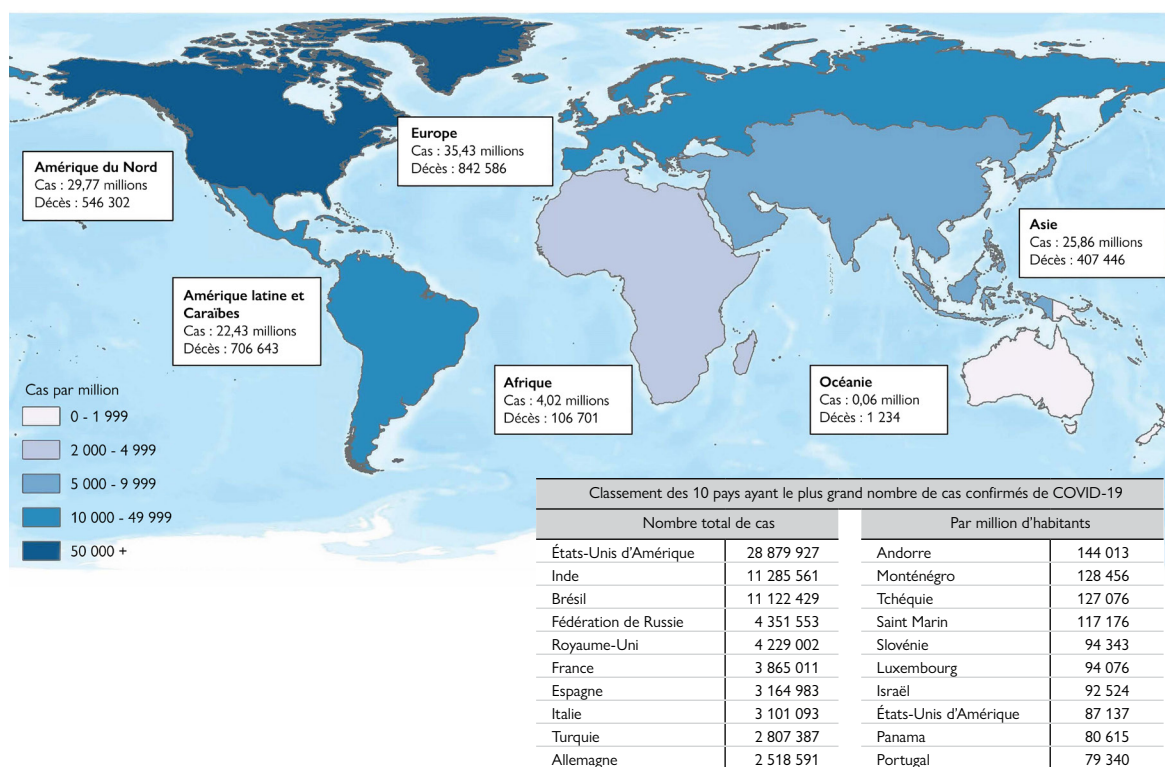 Europe
Cas : 35,43 millions
Décès : 842 586
Amérique du Nord
Cas : 29,77 millions
Décès : 546 302
Asie
Cas : 25,86 millions
Décès : 407 446
Amérique latine et
Caraïbes
Cas : 22,43 millions
Décès : 706 643
Afrique
Cas : 4,02 millions
Décès : 106 701
Océanie
Cas : 0,06 million
Décès : 1 234
Cas par million
0 - 1 999
2 000 - 4 999
5 000 - 9 999
10 000 - 49 999
50 000 +
Classement des 10 pays ayant le plus grand nombre de cas confirmés de COVID-19
Nombre total de cas Par million d’habitants
États-Unis d’Amérique 28 879 927 Andorre 144 013
Inde 11 285 561 Monténégro 128 456
Brésil 11 122 429 Tchéquie 127 076
Fédération de Russie 4 351 553 Saint Marin 117 176
Royaume-Uni 4 229 002 Slovénie 94 343
France 3 865 011 Luxembourg 94 076
Espagne 3 164 983 Israël 92 524
Italie 3 101 093 États-Unis d’Amérique 87 137
Turquie 2 807 387 Panama 80 615
Allemagne 2 518 591 Portugal 79 340